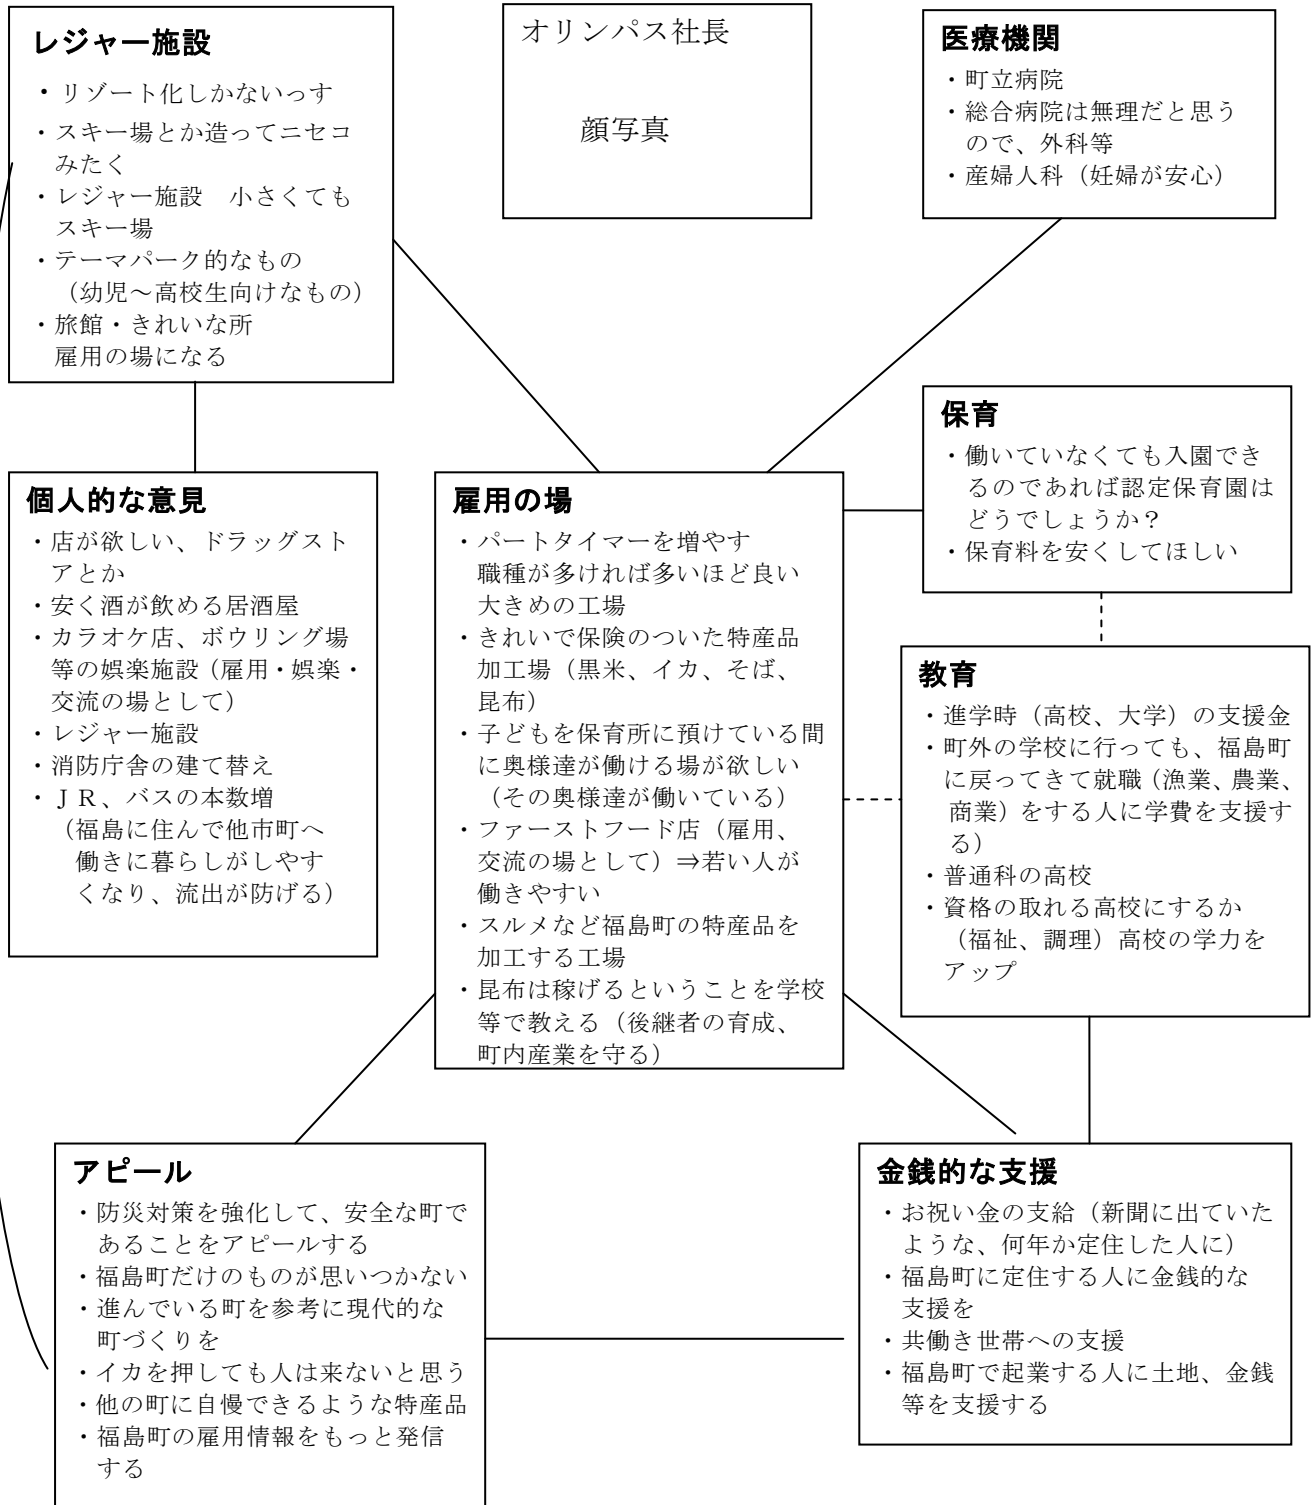 レジャー施設
・リゾート化しかないっす
・スキー場とか造ってニセコ
みたく
・レジャー施設　小さくても
スキー場
・テーマパーク的なもの
（幼児～高校生向けなもの）
・旅館・きれいな所
雇用の場になる
オリンパス社長
顔写真
医療機関
・町立病院
・総合病院は無理だと思う
ので、外科等
・産婦人科（妊婦が安心）
保育
・働いていなくても入園でき
るのであれば認定保育園は
どうでしょうか？
・保育料を安くしてほしい
個人的な意見
・店が欲しい、ドラッグスト
アとか
・安く酒が飲める居酒屋
・カラオケ店、ボウリング場
等の娯楽施設（雇用・娯楽・
交流の場として）
・レジャー施設
・消防庁舎の建て替え
・ＪＲ、バスの本数増
（福島に住んで他市町へ
働きに暮らしがしやす
くなり、流出が防げる）
雇用の場
・パートタイマーを増やす
職種が多ければ多いほど良い
大きめの工場
・きれいで保険のついた特産品
加工場（黒米、イカ、そば、
昆布）
・子どもを保育所に預けている間
に奥様達が働ける場が欲しい
（その奥様達が働いている）
・ファーストフード店（雇用、
交流の場として）⇒若い人が
働きやすい
・スルメなど福島町の特産品を
加工する工場
・昆布は稼げるということを学校
等で教える（後継者の育成、
町内産業を守る）
教育
・進学時（高校、大学）の支援金
・町外の学校に行っても、福島町
に戻ってきて就職（漁業、農業、
商業）をする人に学費を支援す
る）
・普通科の高校
・資格の取れる高校にするか
（福祉、調理）高校の学力を
アップ
アピール
・防災対策を強化して、安全な町で
あることをアピールする
・福島町だけのものが思いつかない
・進んでいる町を参考に現代的な
町づくりを
・イカを押しても人は来ないと思う
・他の町に自慢できるような特産品
・福島町の雇用情報をもっと発信
する
金銭的な支援
・お祝い金の支給（新聞に出ていた
ような、何年か定住した人に）
・福島町に定住する人に金銭的な
支援を
・共働き世帯への支援
・福島町で起業する人に土地、金銭
等を支援する